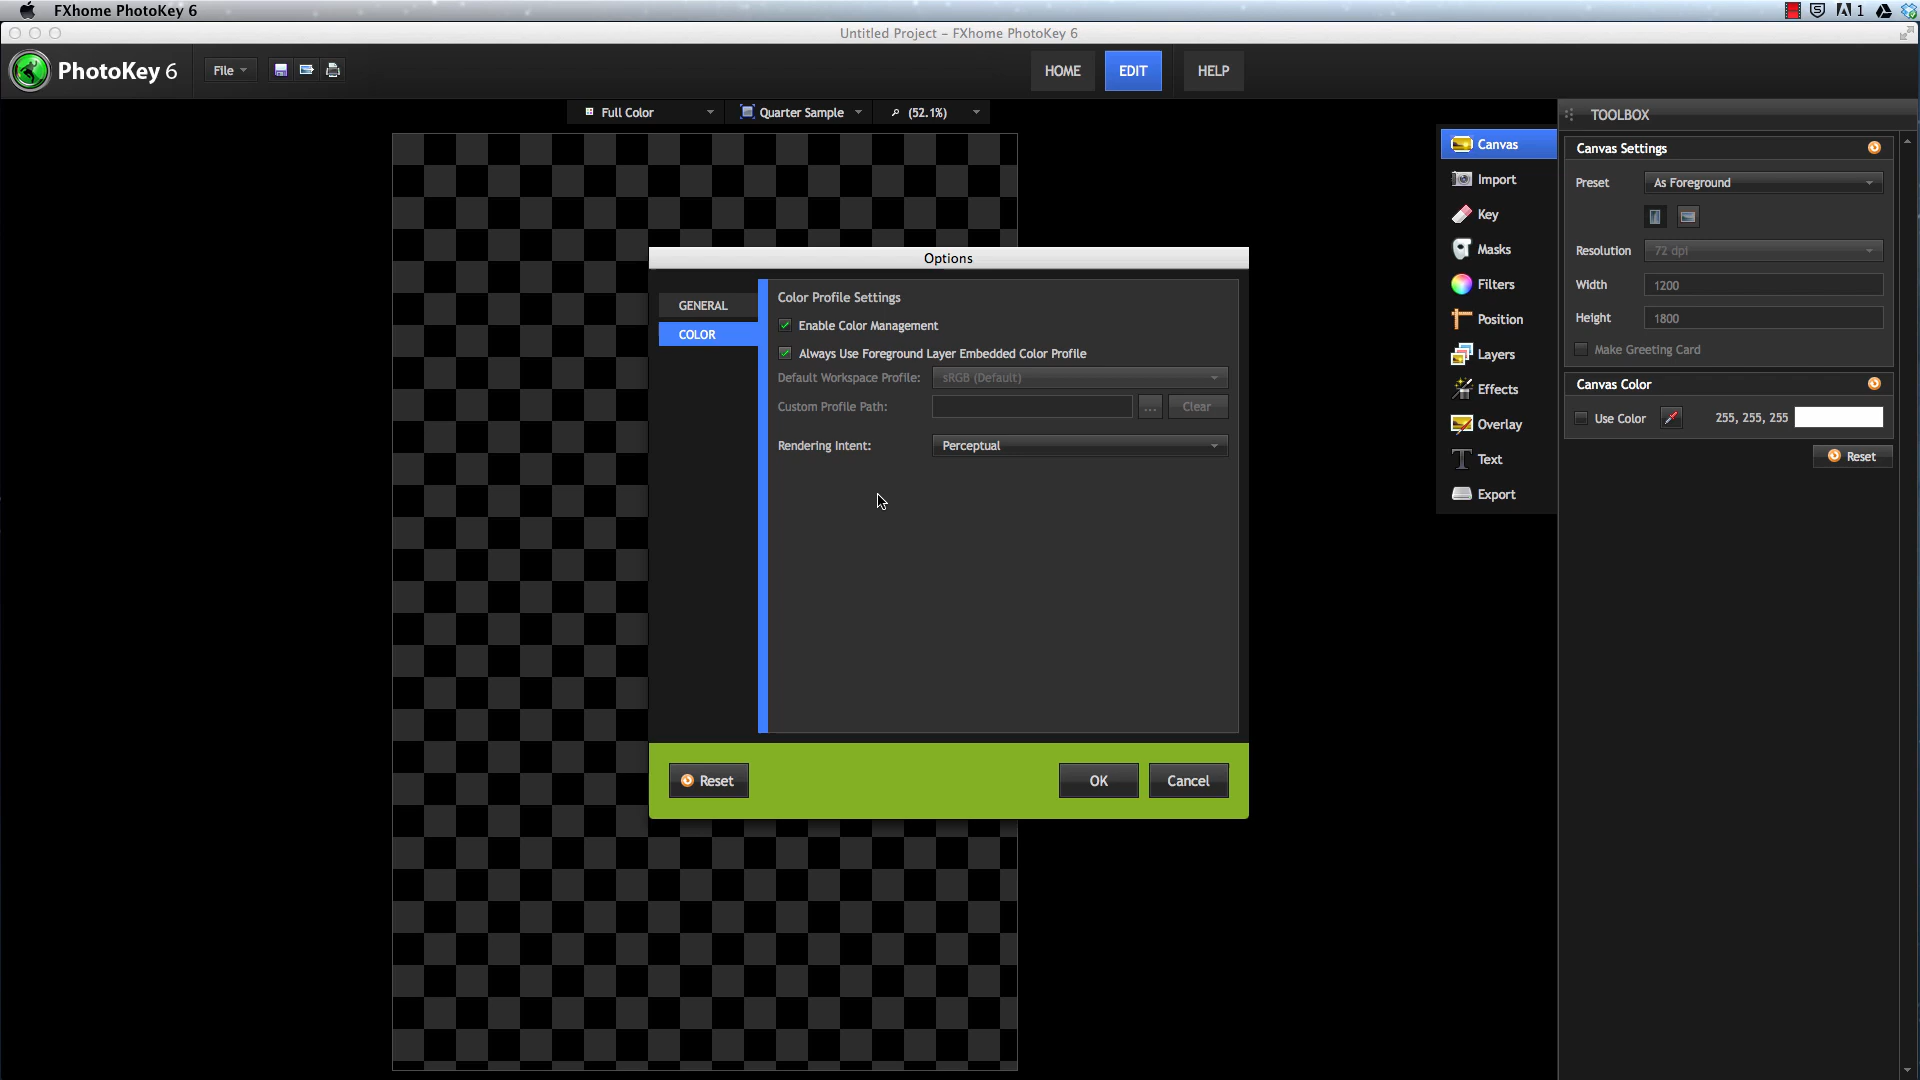 FXhome PhotoKey 6
1
Untitled Project – FXhome PhotoKey 6
PhotoKey 6
File
HOME
EDIT
HELP
Full Color
Quarter Sample
(52.1%)
TOOLBOX
Canvas
Import
Key
Masks
Filters
Position
Layers
Effects
Overlay
Text
Export
Canvas Settings
Preset As Foreground
Resolution 72 dpi
Width 1200
Height 1800
Make Greeting Card
Canvas Color
Use Color 255, 255, 255
Reset
Options
GENERAL
COLOR
Color Profile Settings
Enable Color Management
Always Use Foreground Layer Embedded Color Profile
Default Workspace Profile: sRGB (Default)
Custom Profile Path: ... Clear
Rendering Intent: Perceptual
Reset
OK
Cancel